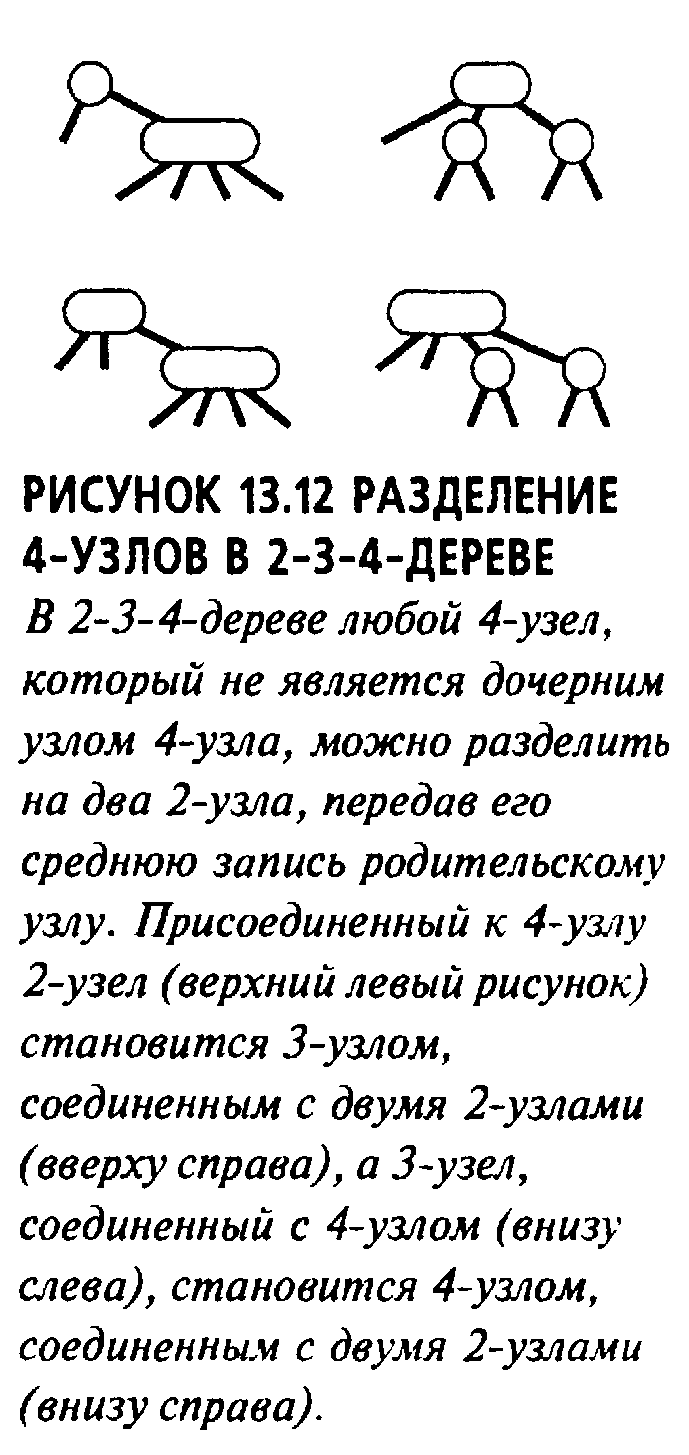 РИСУНОК 13.12 РАЗДЕЛЕНИЕ
4-УЗЛОВ В 2-3-4-ДЕРЕВЕ
В 2-3-4-дереве любой 4-узел,
который не является дочерним
узлом 4-узла, можно разделить
на два 2-узла, передав его
среднюю запись родительскому
узлу. Присоединенный к 4-узлу
2-узел (верхний левый рисунок)
становится 3-узлом,
соединенным с двумя 2-узлами
(вверху справа), а 3-узел,
соединенный с 4-узлом (внизу
слева), становится 4-узлом,
соединенным с двумя 2-узлами
(внизу справа).